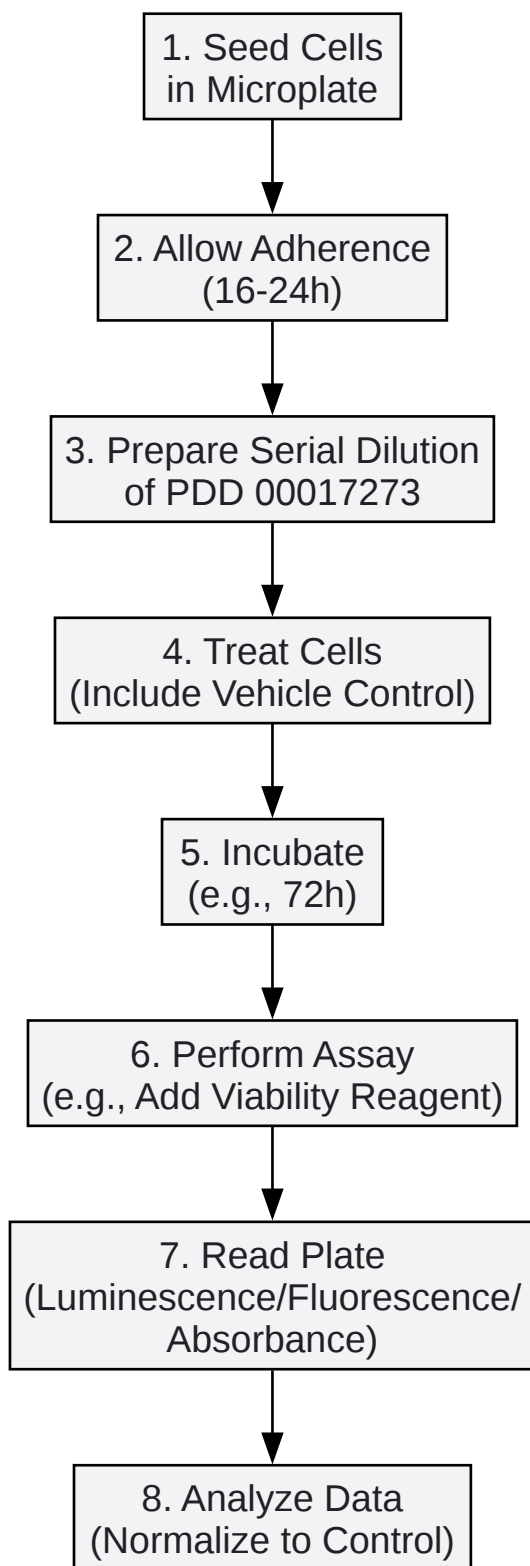 1. Seed Cells
in Microplate
2. Allow Adherence
(16-24h)
3. Prepare Serial Dilution
of PDD 00017273
4. Treat Cells
(Include Vehicle Control)
5. Incubate
(e.g., 72h)
6. Perform Assay
(e.g., Add Viability Reagent)
7. Read Plate
(Luminescence/Fluorescence/
Absorbance)
8. Analyze Data
(Normalize to Control)